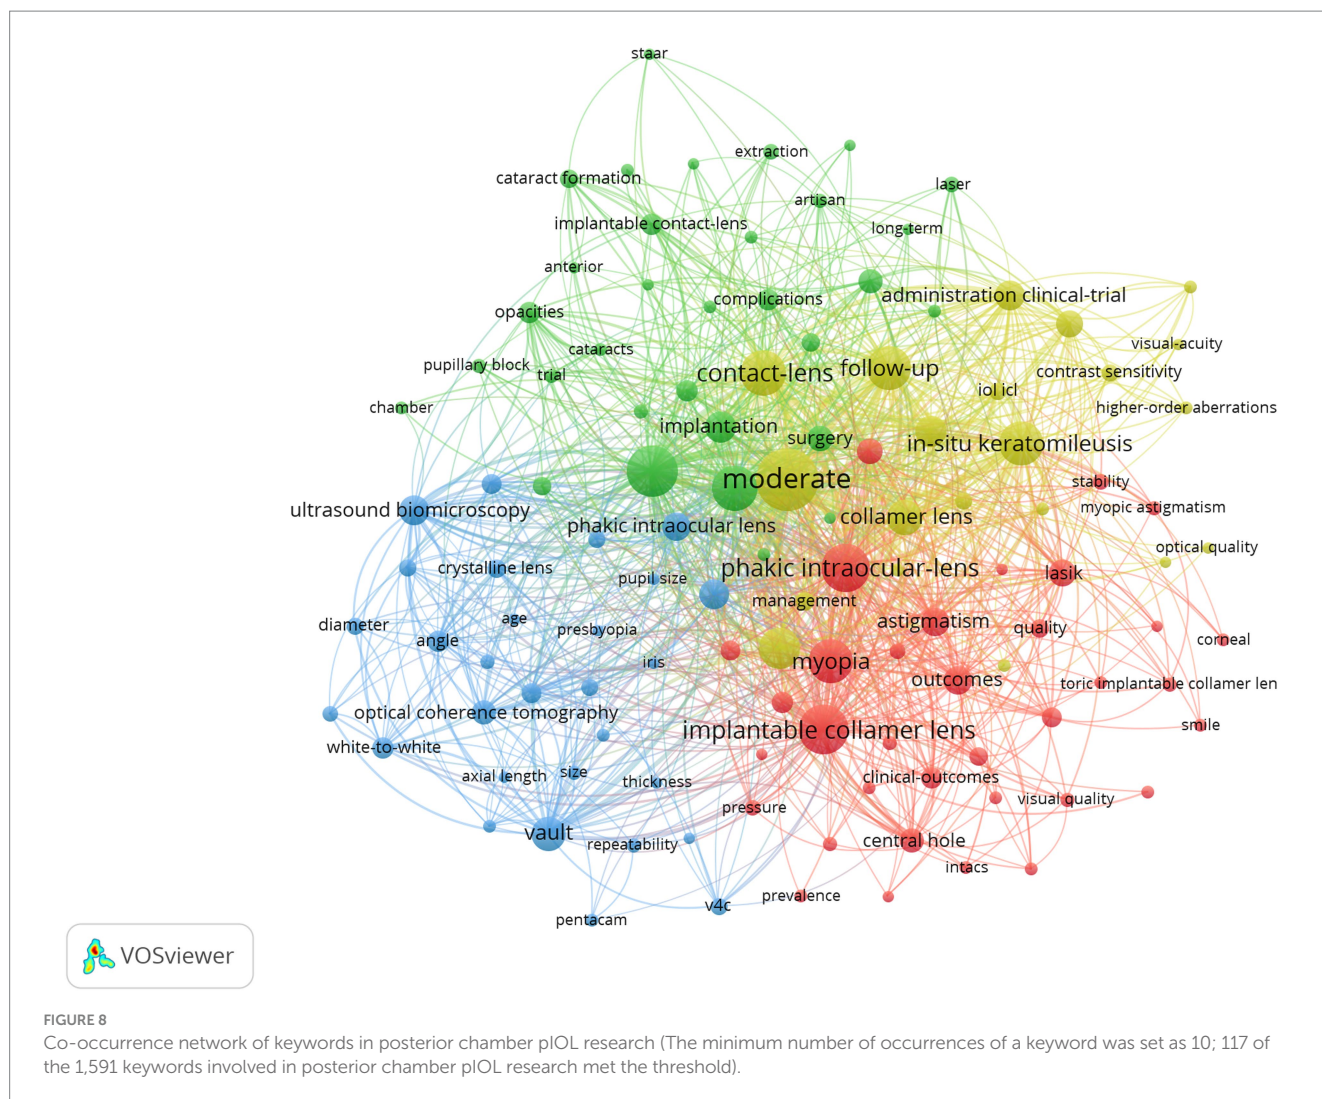 staar
extraction
cataract formation
laser
artisan
implantable contact-lens
long-term
anterior
administration clinical-trial
complications
opacities
visual-acuity
cataracts
pupillary block
contact-lens
follow-up
contrast sensitivity
trial
iol icl
chamber
higher-order aberrations
implantation
surgery
in-situ keratomileusis
moderate
stability
ultrasound biomicroscopy
myopic astigmatism
phakic intraocular lens
collamer lens
optical quality
crystalline lens
pupil size
phakic intraocular-lens
lasik
management
age
diameter
presbyopia
astigmatism
quality
angle
corneal
iris
myopia
outcomes
toric implantable collamer len
optical coherence tomography
implantable collamer lens
smile
white-to-white
axial length
size
thickness
clinical-outcomes
pressure
visual quality
vault
repeatability
central hole
intacs
prevalence
v4c
pentacam
VOSviewer
FIGURE 8
Co-occurrence network of keywords in posterior chamber pIOL research (The minimum number of occurrences of a keyword was set as 10; 117 of
the 1,591 keywords involved in posterior chamber pIOL research met the threshold).